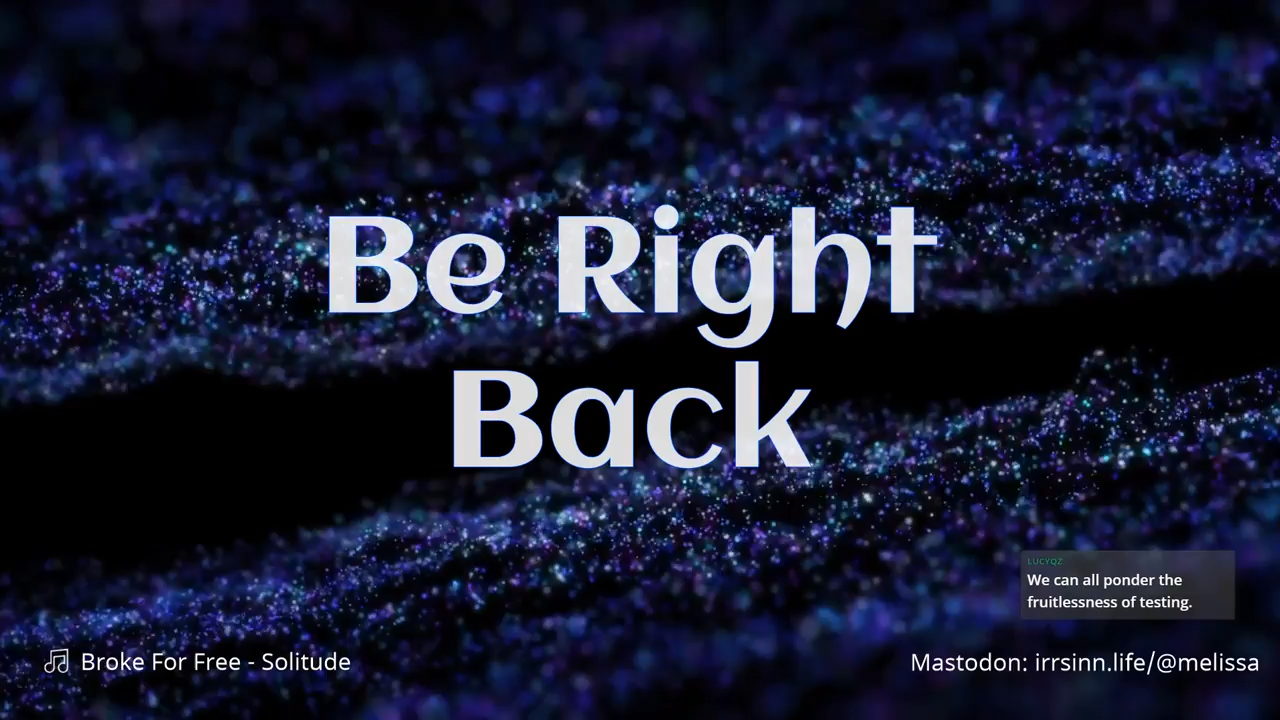 Be Right
Back
LUCYQZ
We can all ponder the
fruitlessness of testing.
Broke For Free - Solitude
Mastodon: irrsinn.life/@melissa